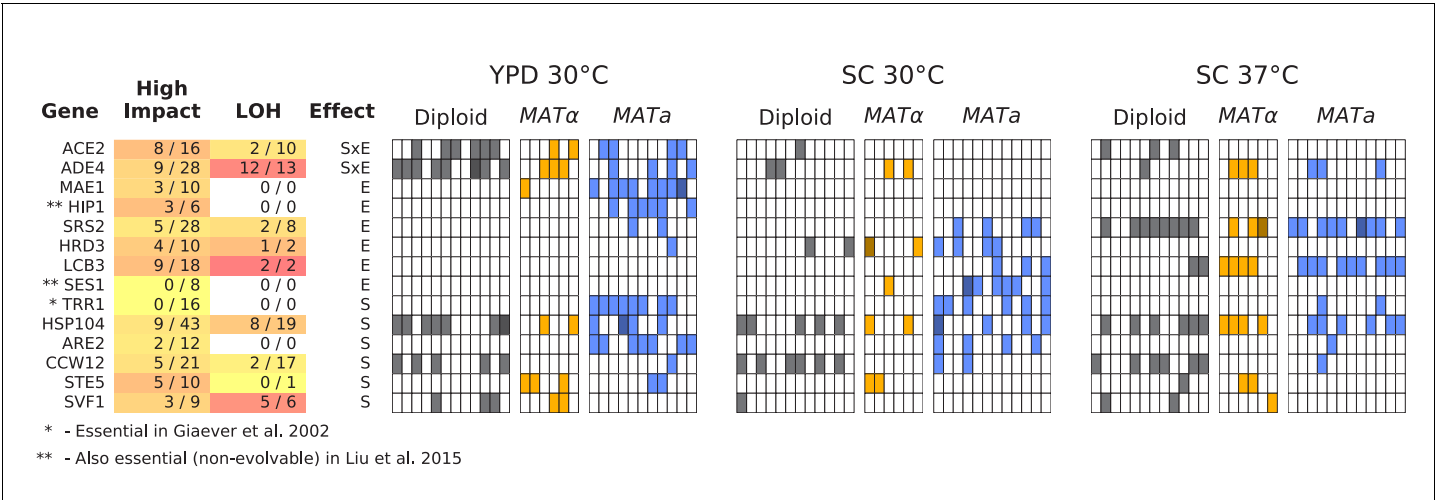 YPD 30°C SC 30°C SC 37°C
High
Gene Impact LOH Effect Diploid MATα MATa Diploid MATα MATa Diploid MATα MATa
ACE2 8 / 16 2 / 10 SxE
ADE4 9 / 28 12 / 13 SxE
MAE1 3 / 10 0 / 0 E
** HIP1 3 / 6 0 / 0 E
SRS2 5 / 28 2 / 8 E
HRD3 4 / 10 1 / 2 E
LCB3 9 / 18 2 / 2 E
** SES1 0 / 8 0 / 0 E
* TRR1 0 / 16 0 / 0 S
HSP104 9 / 43 8 / 19 S
ARE2 2 / 12 0 / 0 S
CCW12 5 / 21 2 / 17 S
STE5 5 / 10 0 / 1 S
SVF1 3 / 9 5 / 6 S
* - Essential in Giaever et al. 2002
** - Also essential (non-evolvable) in Liu et al. 2015